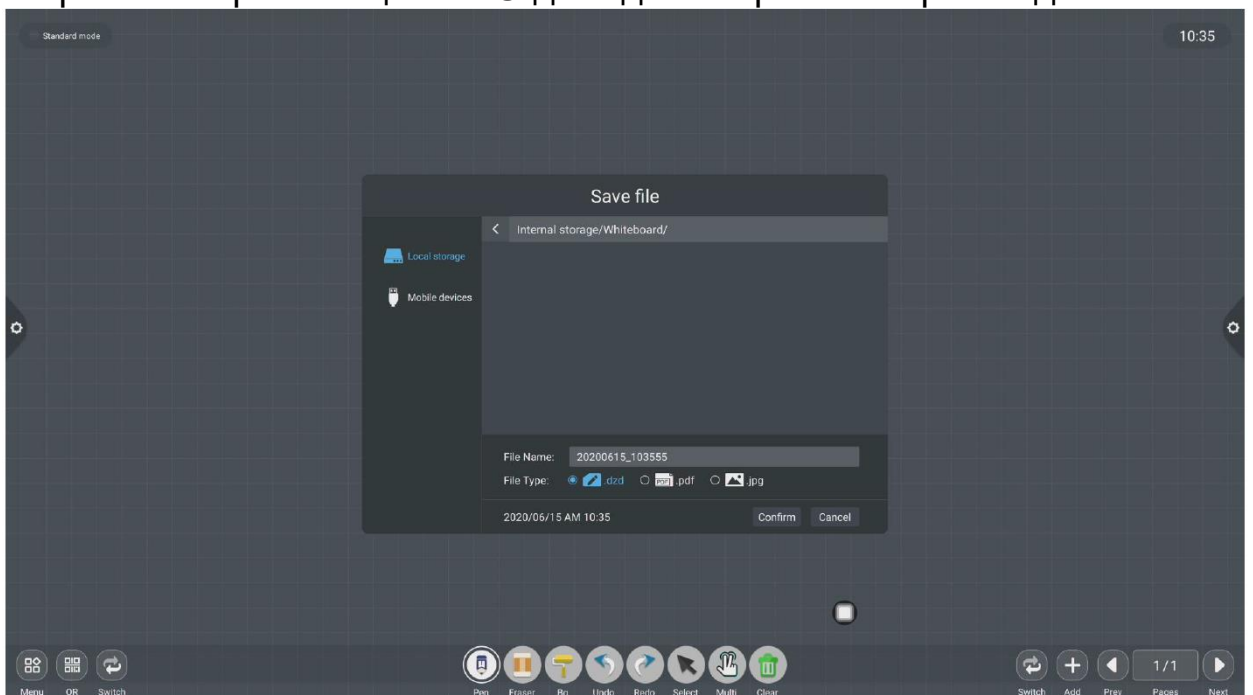 Standard mode
10:35
Save file
Internal storage/Whiteboard/
Local storage
Mobile devices
File Name: 20200615_103555
File Type: .dzd PDF .pdf .jpg
2020/06/15 AM 10:35 Confirm Cancel
1/1
Menu QR Switch Pen Eraser Bg Undo Redo Select Multi Clear Switch Add Prev Pages Next